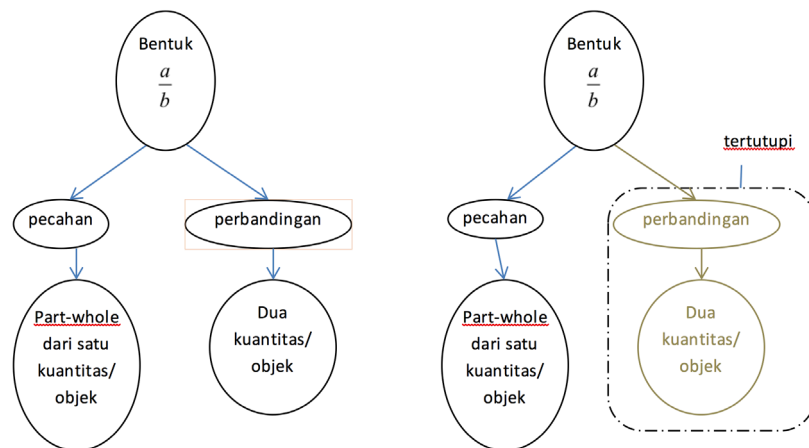 Bentuk
a
b
pecahan
perbandingan
Part-whole
dari satu
kuantitas/
objek
Dua
kuantitas/
objek
Bentuk
a
b
tertutupi
pecahan
perbandingan
Part-whole
dari satu
kuantitas/
objek
Dua
kuantitas/
objek